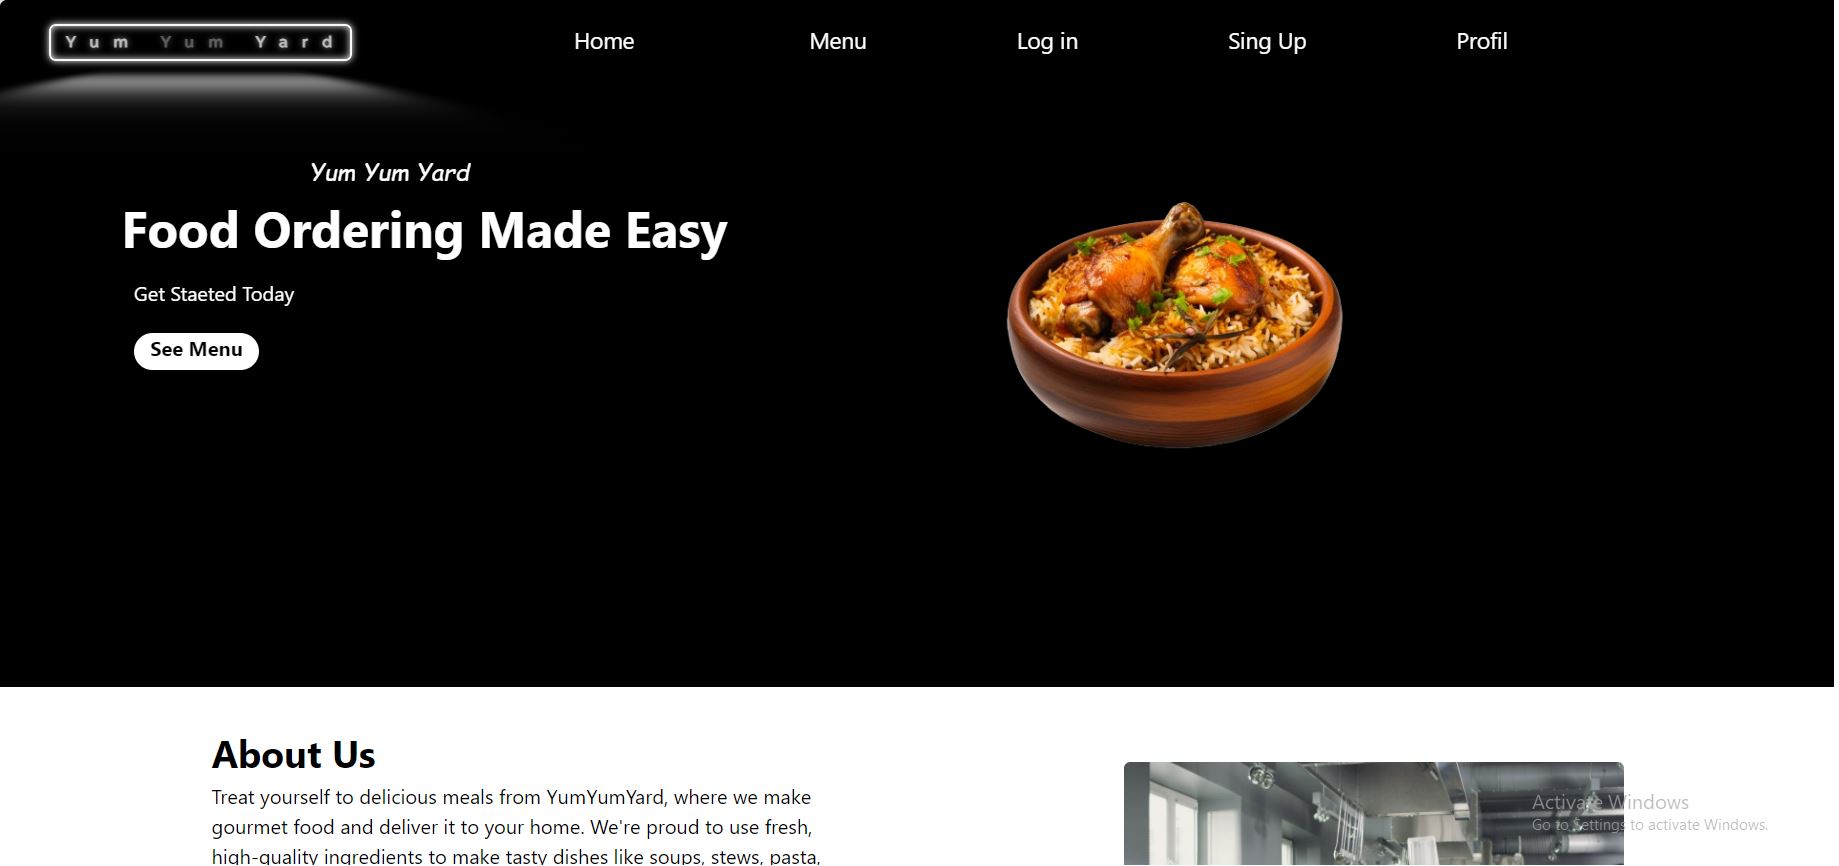 Yum Yum Yard
Home
Menu
Log in
Sing Up
Profil
Yum Yum Yard
Food Ordering Made Easy
Get Staeted Today
See Menu
About Us
Treat yourself to delicious meals from YumYumYard, where we make
gourmet food and deliver it to your home. We're proud to use fresh,
high-quality ingredients to make tasty dishes like soups, stews, pasta,
Activate Windows
Go to Settings to activate Windows.